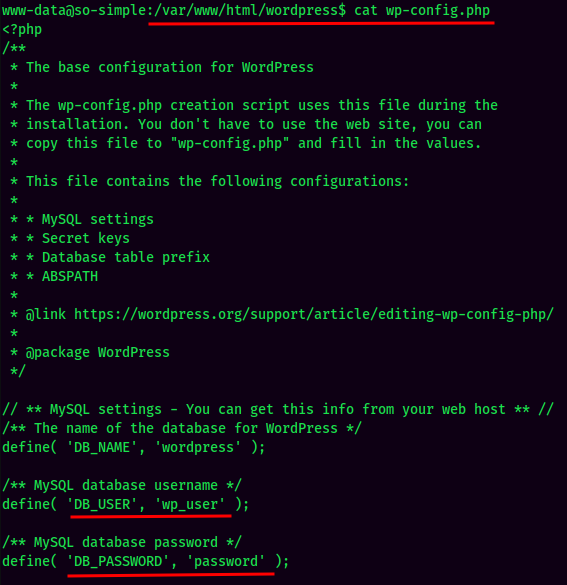 www-data@so-simple:/var/www/html/wordpress$ cat wp-config.php
<?php
/**
 * The base configuration for WordPress
 *
 * The wp-config.php creation script uses this file during the
 * installation. You don't have to use the web site, you can
 * copy this file to "wp-config.php" and fill in the values.
 *
 * This file contains the following configurations:
 *
 * * MySQL settings
 * * Secret keys
 * * Database table prefix
 * * ABSPATH
 *
 * @link https://wordpress.org/support/article/editing-wp-config-php/
 *
 * @package WordPress
 */

// ** MySQL settings - You can get this info from your web host ** //
/** The name of the database for WordPress */
define( 'DB_NAME', 'wordpress' );

/** MySQL database username */
define( 'DB_USER', 'wp_user' );

/** MySQL database password */
define( 'DB_PASSWORD', 'password' );